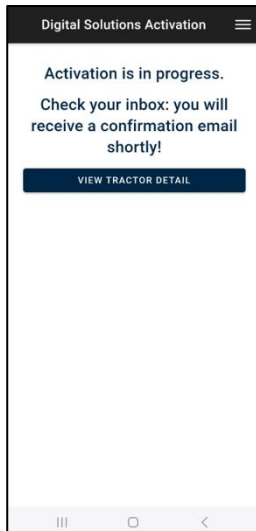 Digital Solutions Activation
Activation is in progress.
Check your inbox: you will
receive a confirmation email
shortly!
VIEW TRACTOR DETAIL